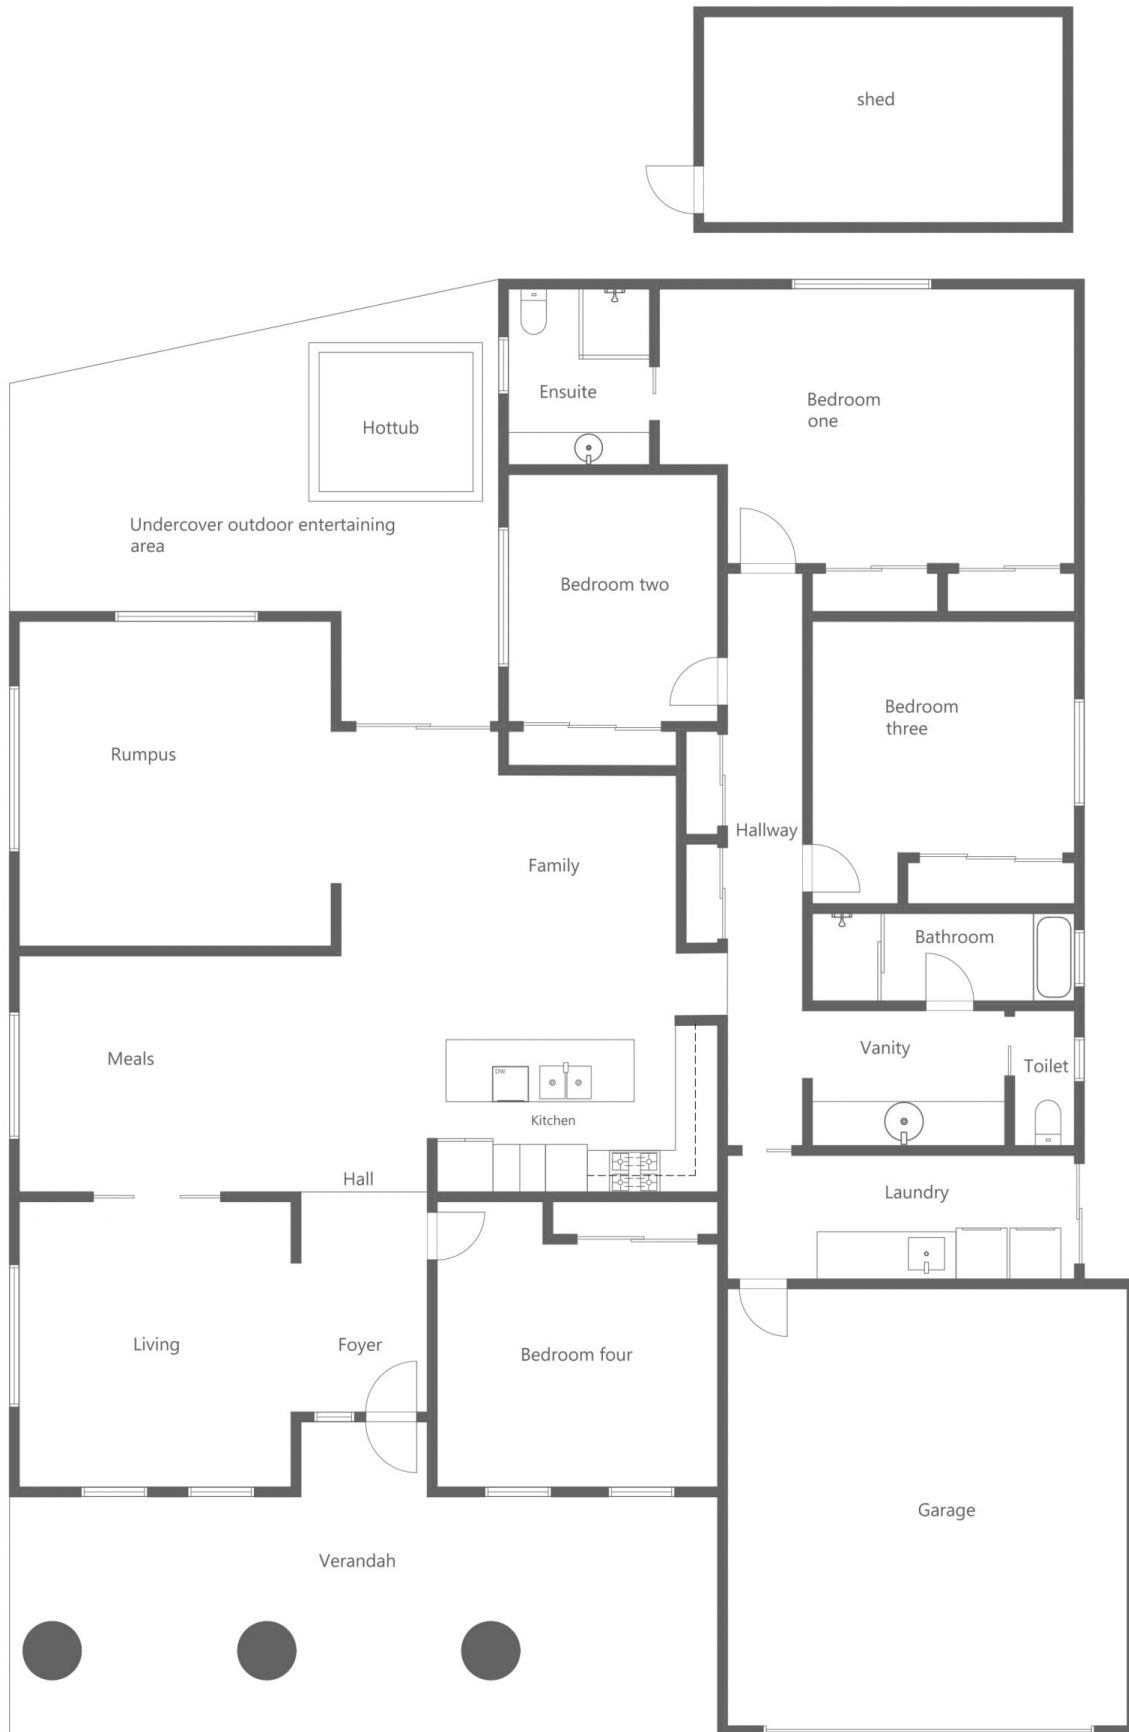 shed
Ensuite
Bedroom
one
Hottub
Undercover outdoor entertaining
area
Bedroom two
Bedroom
three
Rumpus
Hallway
Family
Bathroom
Meals
Vanity
Toilet
DW
Kitchen
Hall
Laundry
Living
Foyer
Bedroom four
Garage
Verandah